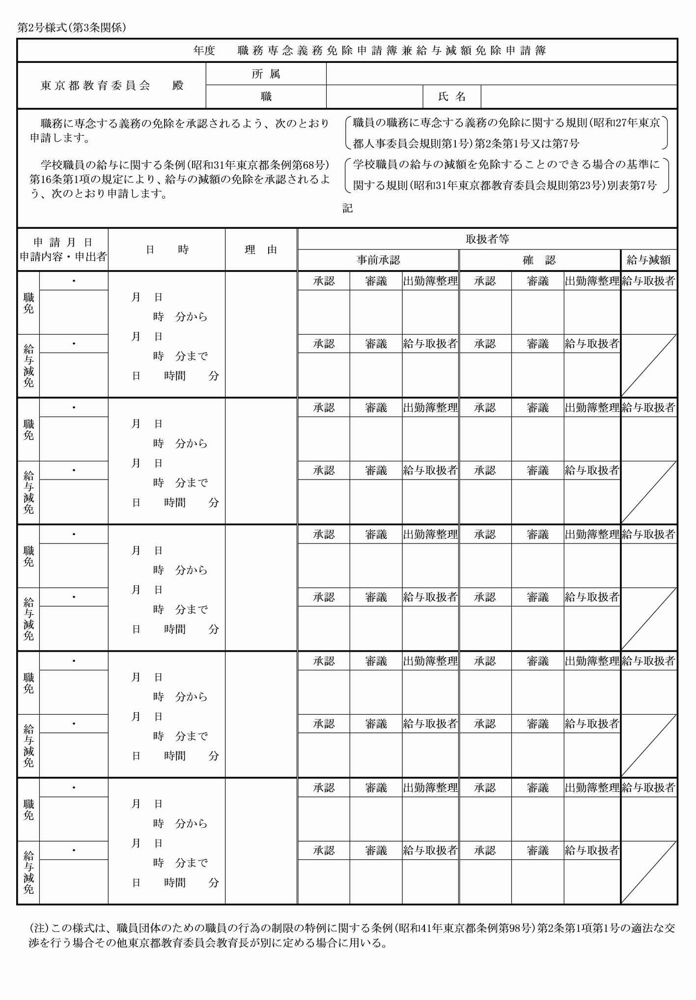 第2号様式(第3条関係)
年度　　職務専念義務免除申請簿兼給与減額免除申請簿
東京都教育委員会　殿
所属
職
氏名
職務に専念する義務の免除を承認されるよう、次のとおり
申請します。
職員の職務に専念する義務の免除に関する規則(昭和27年東京
都人事委員会規則第1号)第2条第1号又は第7号
学校職員の給与に関する条例(昭和31年東京都条例第68号)
第16条第1項の規定により、給与の減額の免除を承認されるよ
う、次のとおり申請します。
学校職員の給与の減額を免除することのできる場合の基準に
関する規則(昭和31年東京都教育委員会規則第23号)別表第7号
記
申請月日
申請内容・申出者
日　時
理　由
取扱者等
事前承認　確　認　給与減額
職免
・
承認　審議　出勤簿整理　承認　審議　出勤簿整理　給与取扱者
月　日
時　分から
月　日
給与減免
・
承認　審議　給与取扱者　承認　審議　給与取扱者
時　分まで
日　時間　分
職免
・
承認　審議　出勤簿整理　承認　審議　出勤簿整理　給与取扱者
月　日
時　分から
月　日
給与減免
・
承認　審議　給与取扱者　承認　審議　給与取扱者
時　分まで
日　時間　分
職免
・
承認　審議　出勤簿整理　承認　審議　出勤簿整理　給与取扱者
月　日
時　分から
月　日
給与減免
・
承認　審議　給与取扱者　承認　審議　給与取扱者
時　分まで
日　時間　分
職免
・
承認　審議　出勤簿整理　承認　審議　出勤簿整理　給与取扱者
月　日
時　分から
月　日
給与減免
・
承認　審議　給与取扱者　承認　審議　給与取扱者
時　分まで
日　時間　分
職免
・
承認　審議　出勤簿整理　承認　審議　出勤簿整理　給与取扱者
月　日
時　分から
月　日
給与減免
・
承認　審議　給与取扱者　承認　審議　給与取扱者
時　分まで
日　時間　分
(注)この様式は、職員団体のための職員の行為の制限の特例に関する条例(昭和41年東京都条例第98号)第2条第1項第1号の適法な交
渉を行う場合その他東京都教育委員会教育長が別に定める場合に用いる。